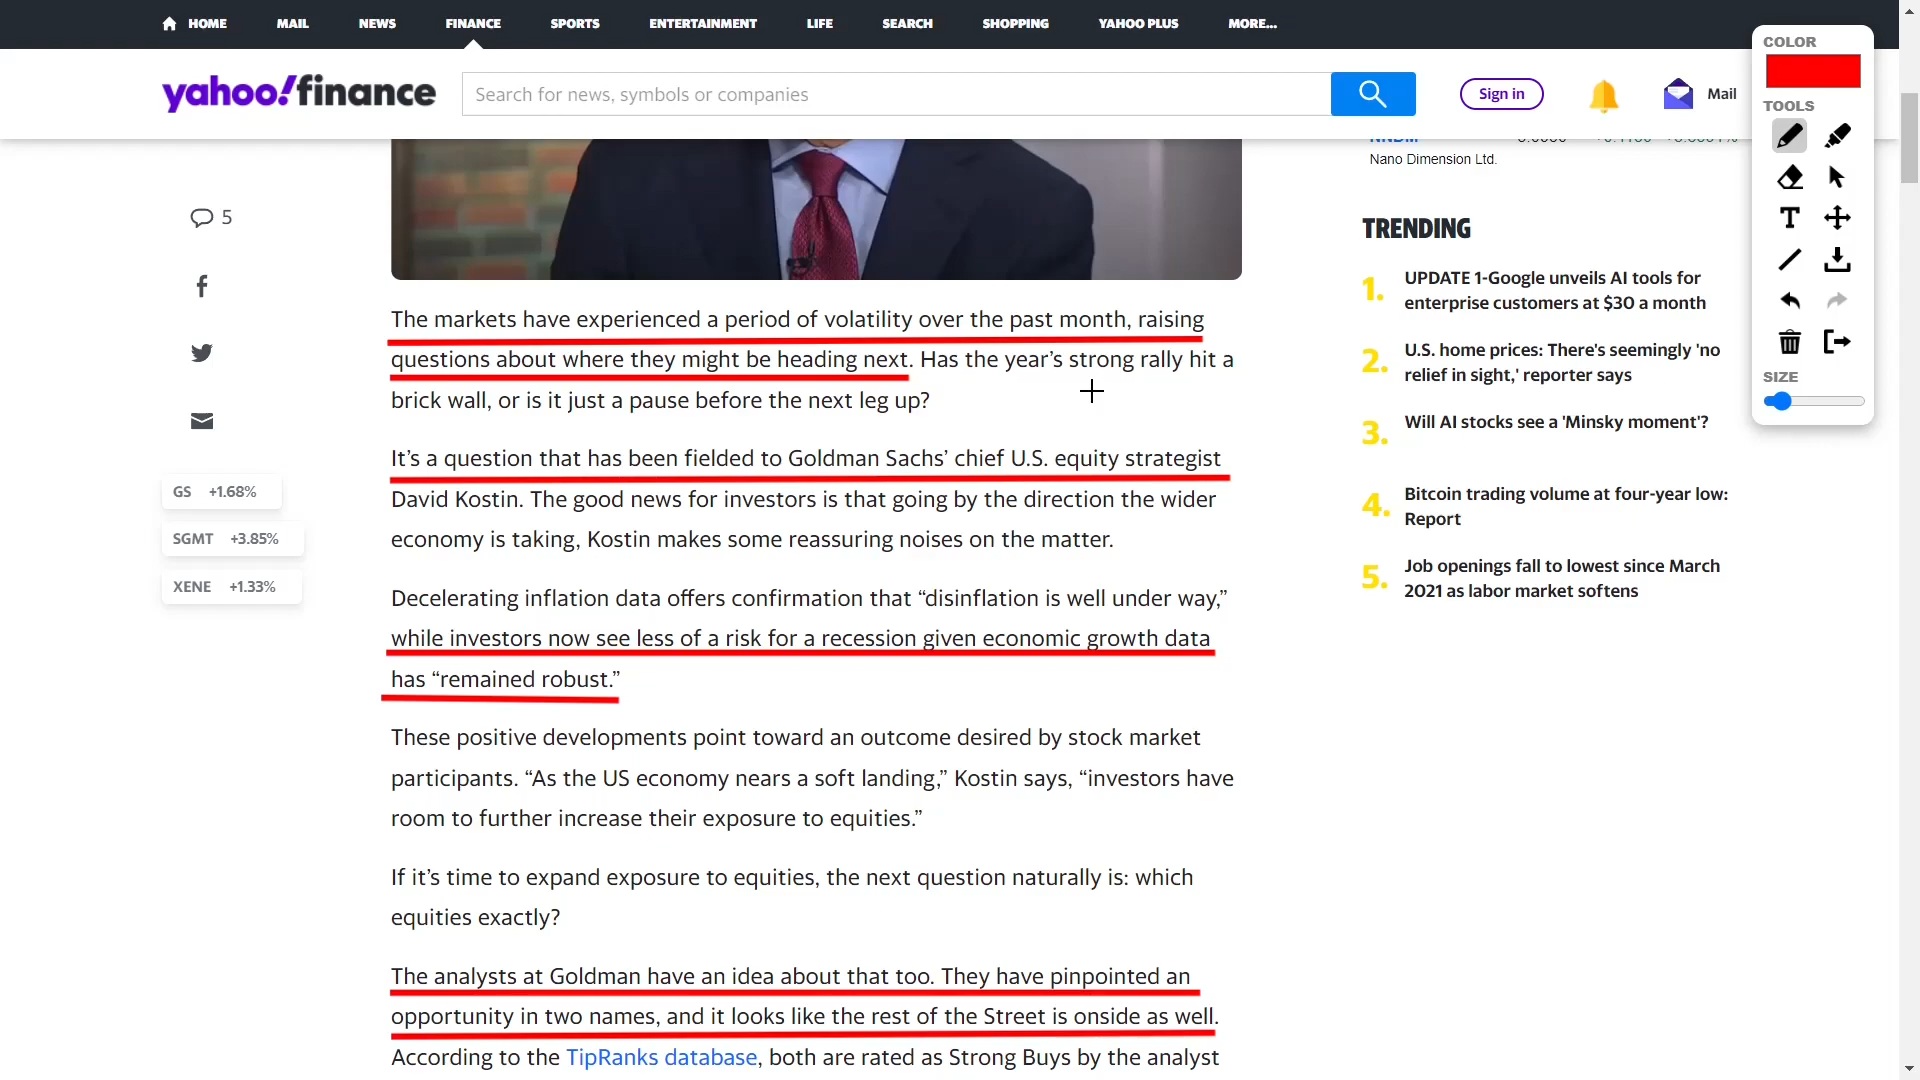 HOME MAIL NEWS FINANCE SPORTS ENTERTAINMENT LIFE SEARCH SHOPPING YAHOO PLUS MORE...
yahoo!finance
Search for news, symbols or companies
Sign in
Mail
COLOR
TOOLS
SIZE
Nano Dimension Ltd.
5
GS +1.68%
SGMT +3.85%
XENE +1.33%
The markets have experienced a period of volatility over the past month, raising
questions about where they might be heading next. Has the year’s strong rally hit a
brick wall, or is it just a pause before the next leg up?
It’s a question that has been fielded to Goldman Sachs’ chief U.S. equity strategist
David Kostin. The good news for investors is that going by the direction the wider
economy is taking, Kostin makes some reassuring noises on the matter.
Decelerating inflation data offers confirmation that “disinflation is well under way,”
while investors now see less of a risk for a recession given economic growth data
has “remained robust.”
These positive developments point toward an outcome desired by stock market
participants. “As the US economy nears a soft landing,” Kostin says, “investors have
room to further increase their exposure to equities.”
If it’s time to expand exposure to equities, the next question naturally is: which
equities exactly?
The analysts at Goldman have an idea about that too. They have pinpointed an
opportunity in two names, and it looks like the rest of the Street is onside as well.
According to the TipRanks database, both are rated as Strong Buys by the analyst
TRENDING
1. UPDATE 1-Google unveils AI tools for
enterprise customers at $30 a month
2. U.S. home prices: There's seemingly 'no
relief in sight,' reporter says
3. Will AI stocks see a 'Minsky moment'?
4. Bitcoin trading volume at four-year low:
Report
5. Job openings fall to lowest since March
2021 as labor market softens